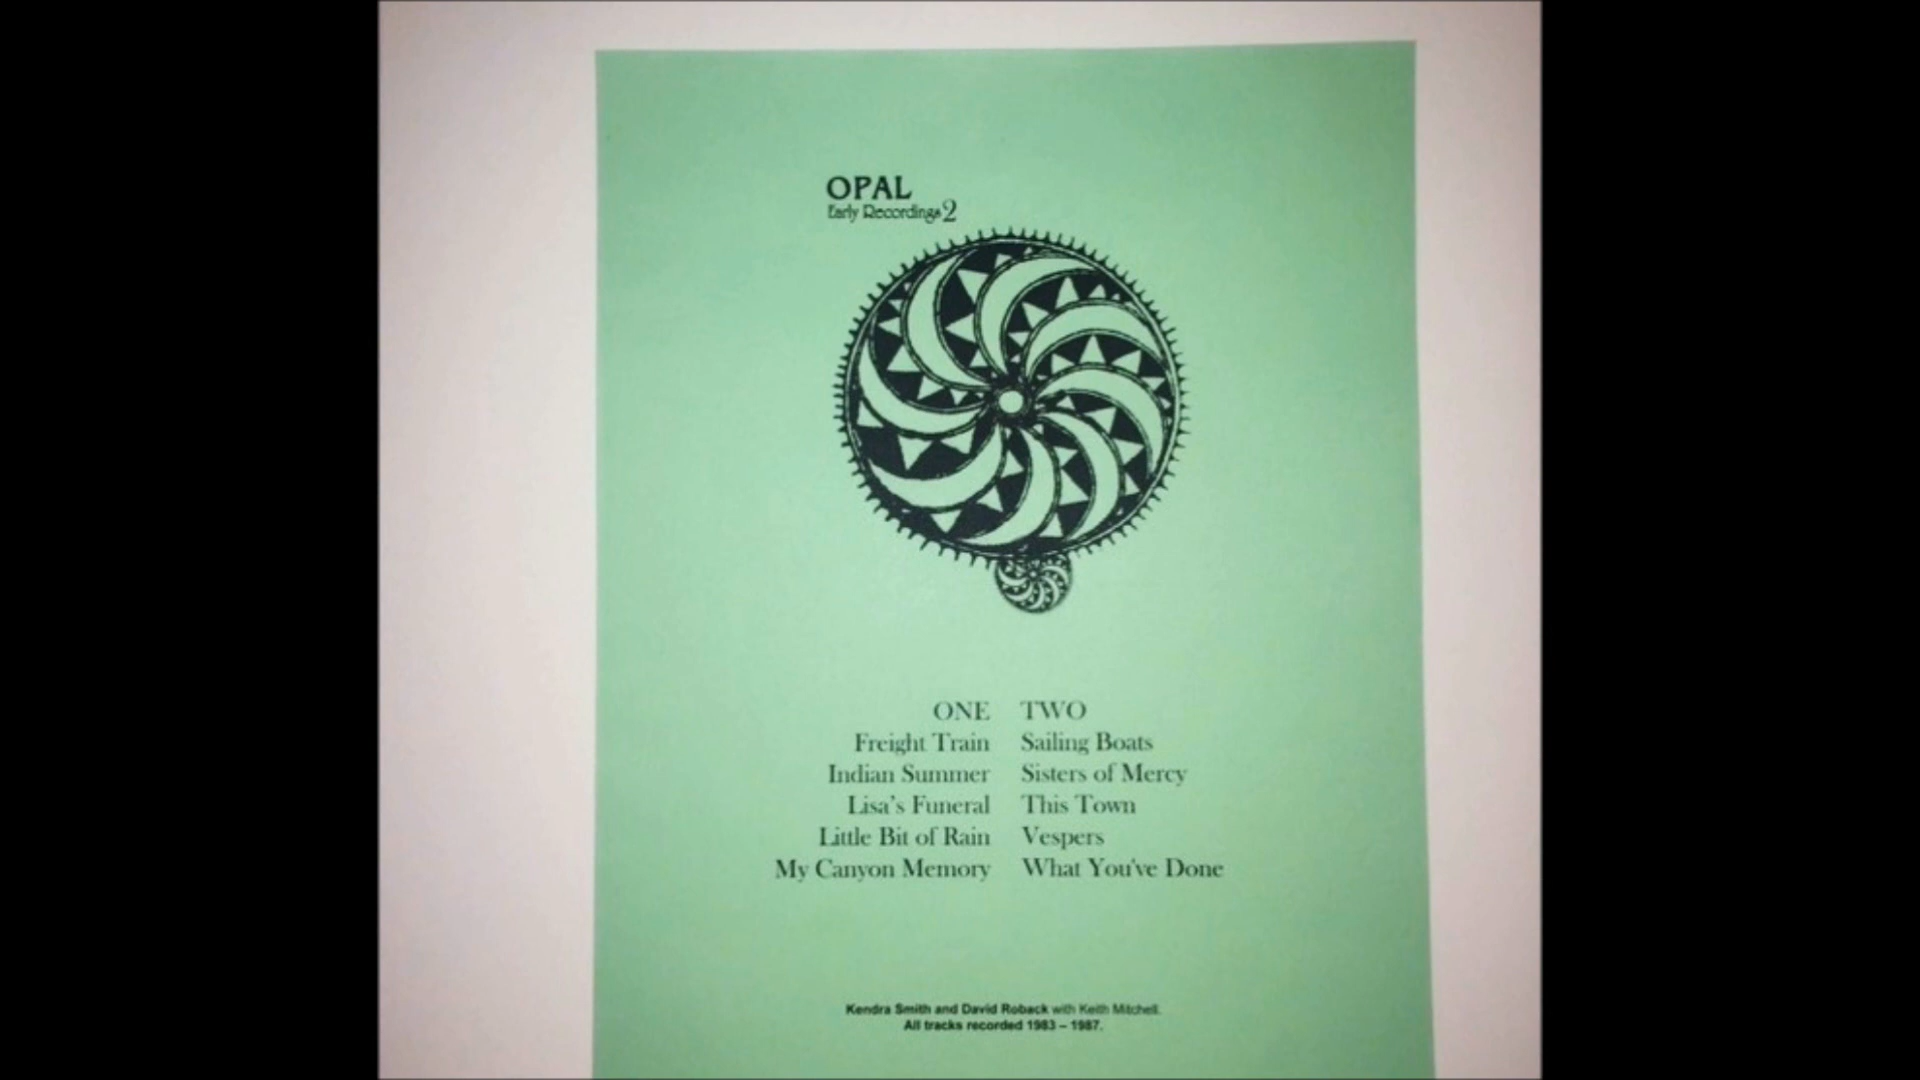 OPAL
Early Recordings 2
ONE TWO
Freight Train Sailing Boats
Indian Summer Sisters of Mercy
Lisa's Funeral This Town
Little Bit of Rain Vespers
My Canyon Memory What You've Done
Kendra Smith and David Roback with Keith Mitchell.
All tracks recorded 1983 – 1987.